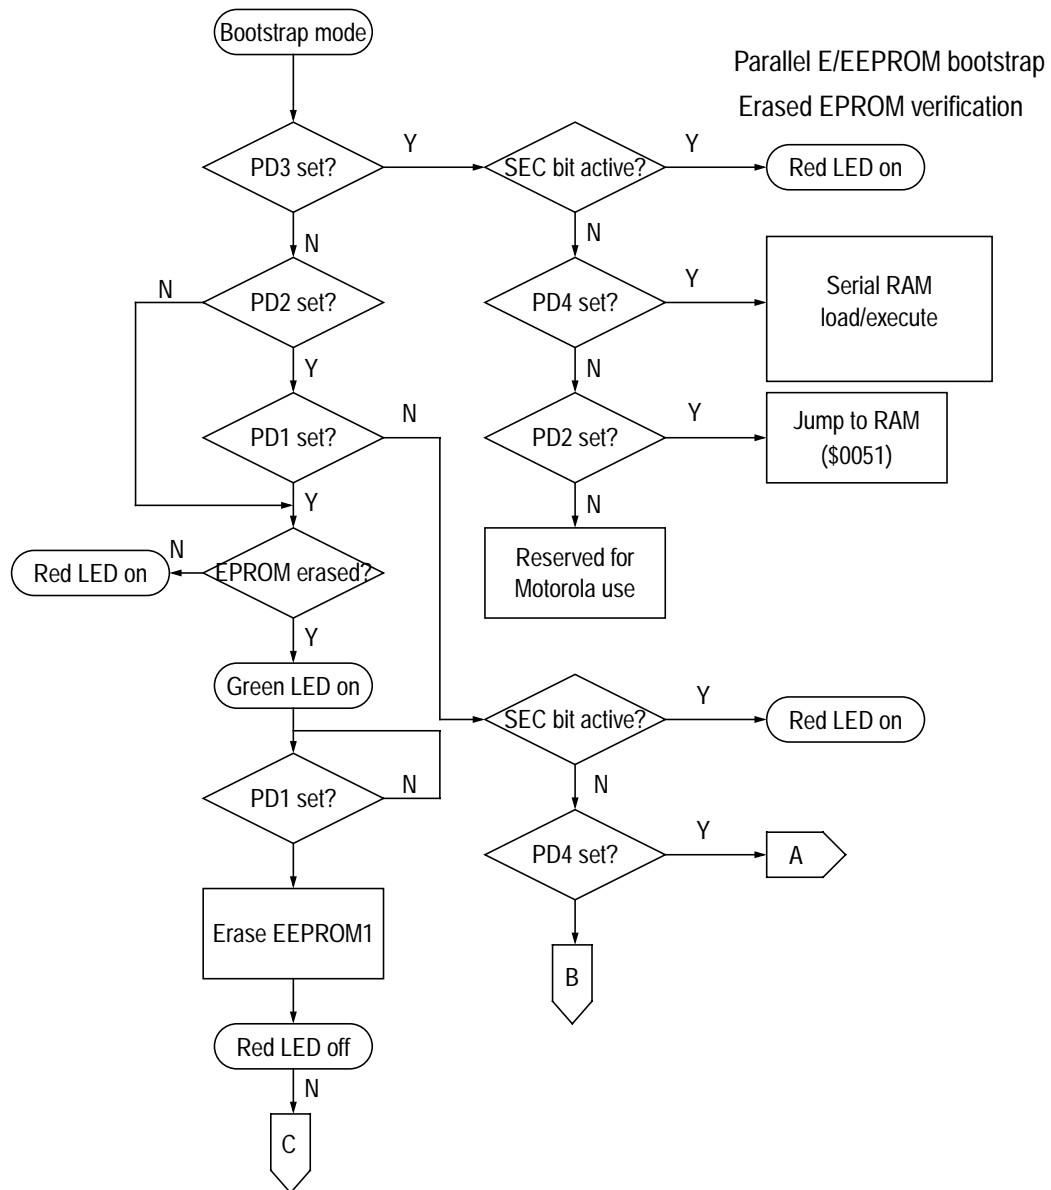 Bootstrap mode
Parallel E/EEPROM bootstrap
Erased EPROM verification
Y
Y
PD3 set?
SEC bit active?
Red LED on
N
N
N
PD2 set?
Y
PD4 set?
Y
Serial RAM
load/execute
N
N
PD1 set?
Y
PD2 set?
Y
Jump to RAM
($0051)
N
N
Red LED on
EPROM erased?
Reserved for
Motorola use
Y
Green LED on
Y
SEC bit active?
Red LED on
N
PD1 set?
N
Y
PD4 set?
A
Erase EEPROM1
B
Red LED off
N
C